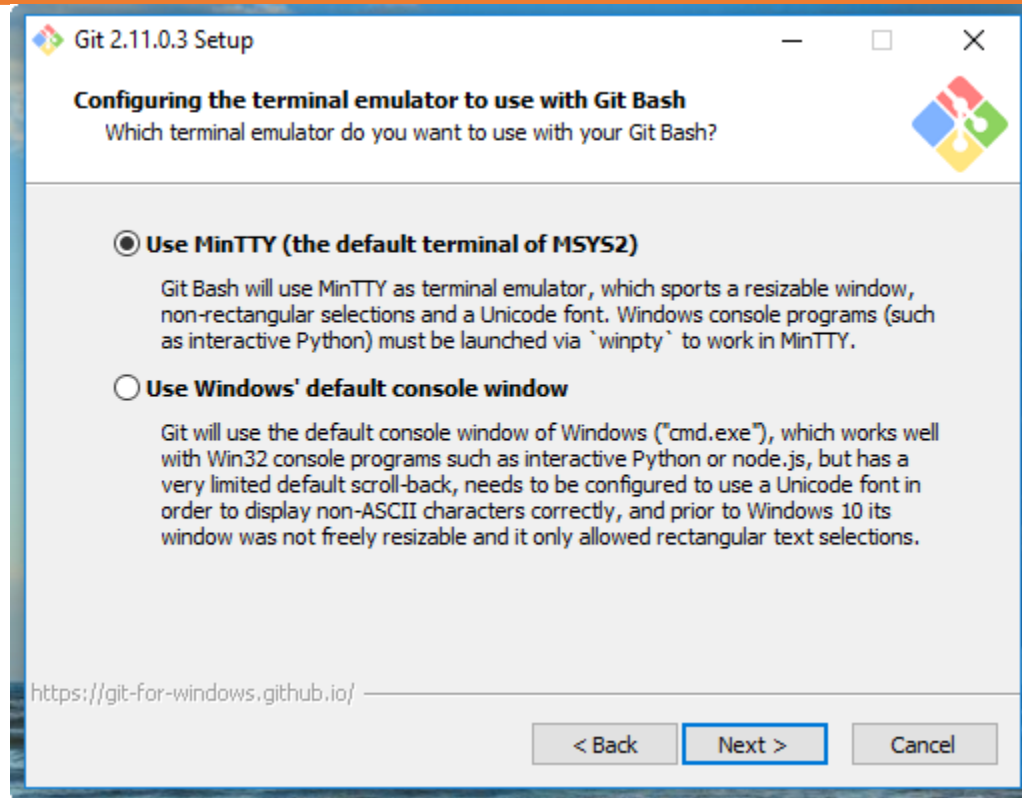 Git 2.11.0.3 Setup
Configuring the terminal emulator to use with Git Bash
Which terminal emulator do you want to use with your Git Bash?
Use MinTTY (the default terminal of MSYS2)
Git Bash will use MinTTY as terminal emulator, which sports a resizable window,
non-rectangular selections and a Unicode font. Windows console programs (such
as interactive Python) must be launched via `winpty` to work in MinTTY.
Use Windows' default console window
Git will use the default console window of Windows ("cmd.exe"), which works well
with Win32 console programs such as interactive Python or node.js, but has a
very limited default scroll-back, needs to be configured to use a Unicode font in
order to display non-ASCII characters correctly, and prior to Windows 10 its
window was not freely resizable and it only allowed rectangular text selections.
https://git-for-windows.github.io/
< Back Next > Cancel